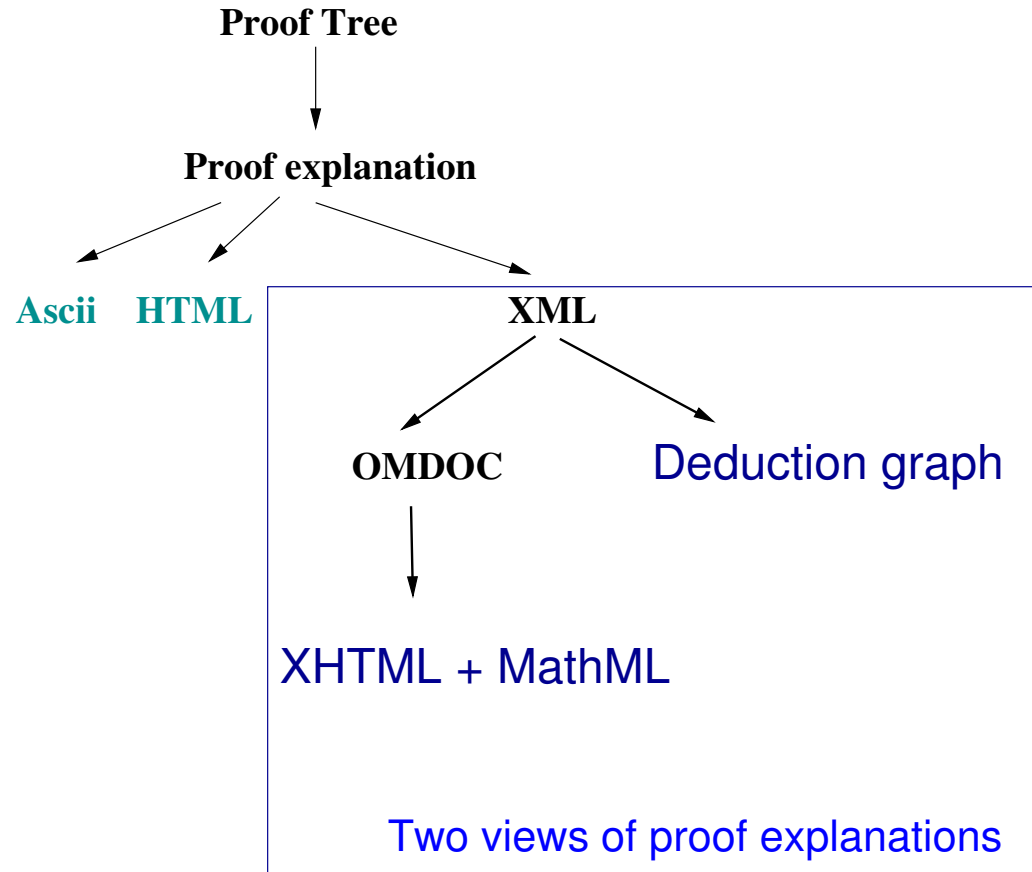 Proof Tree
Proof explanation
Ascii HTML XML
OMDOC Deduction graph
XHTML + MathML
Two views of proof explanations